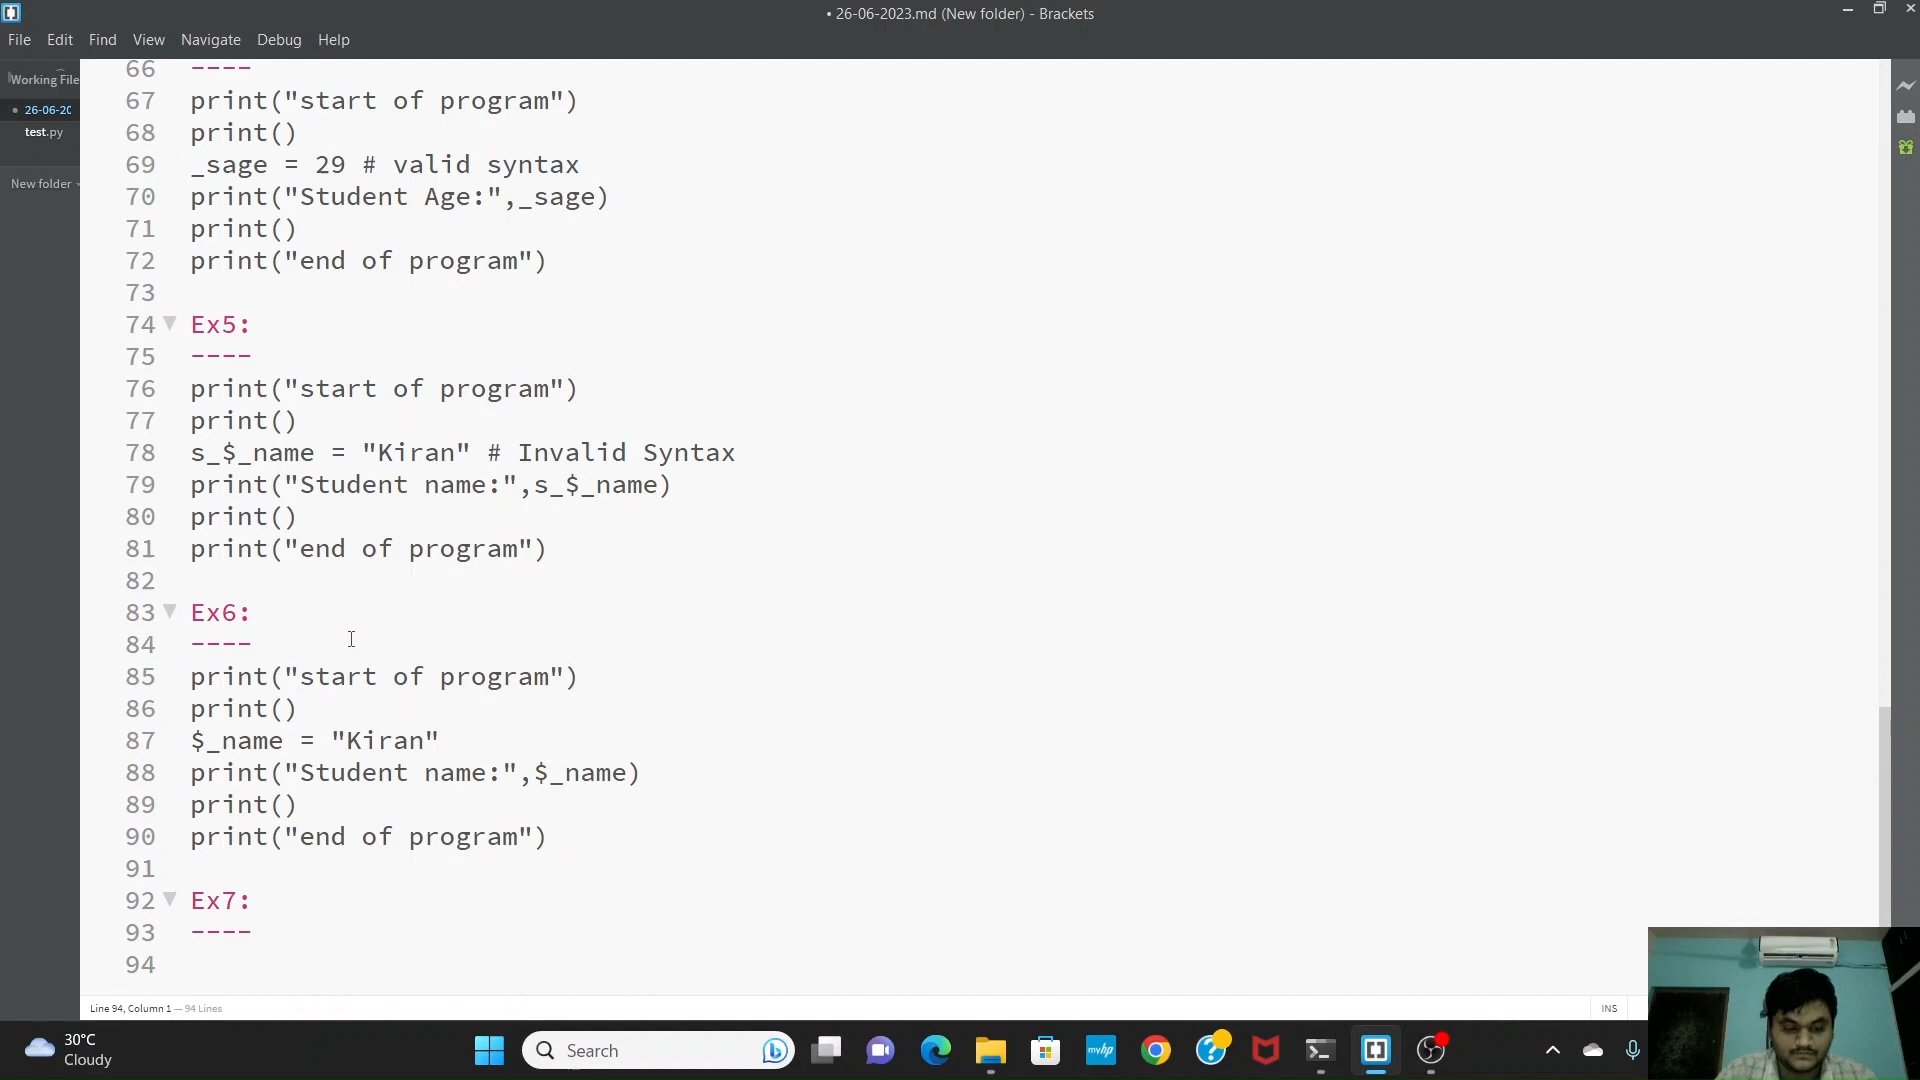 • 26-06-2023.md (New folder) - Brackets
File Edit Find View Navigate Debug Help
Working File
• 26-06-20
test.py
New folder
66 ----
67 print("start of program")
68 print()
69 _sage = 29 # valid syntax
70 print("Student Age:",_sage)
71 print()
72 print("end of program")
73
74 Ex5:
75 ----
76 print("start of program")
77 print()
78 s_$_name = "Kiran" # Invalid Syntax
79 print("Student name:",s_$_name)
80 print()
81 print("end of program")
82
83 Ex6:
84 ----
85 print("start of program")
86 print()
87 $_name = "Kiran"
88 print("Student name:",$_name)
89 print()
90 print("end of program")
91
92 Ex7:
93 ----
94
Line 94, Column 1 — 94 Lines
INS
30°C
Cloudy
Search
myhp